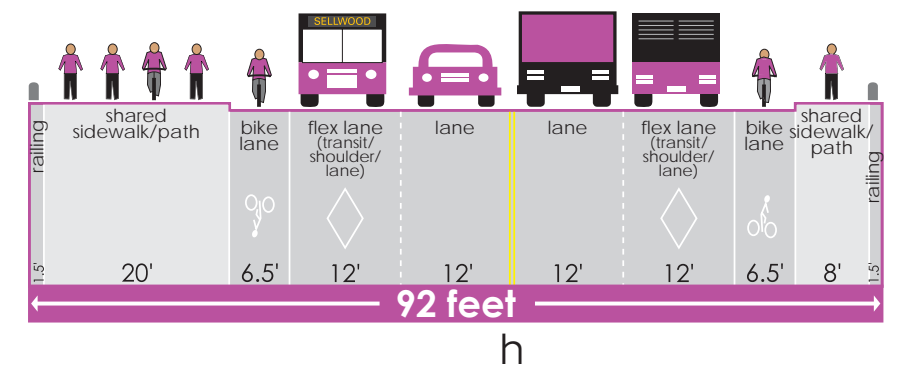 SELLWOOD
railing
shared
sidewalk/path
bike
lane
flex lane
(transit/
shoulder/
lane)
lane
lane
flex lane
(transit/
shoulder/
lane)
bike
lane
shared
sidewalk/
path
railing
1.5' 20' 6.5' 12' 12' 12' 12' 6.5' 8' 1.5'
92 feet
h